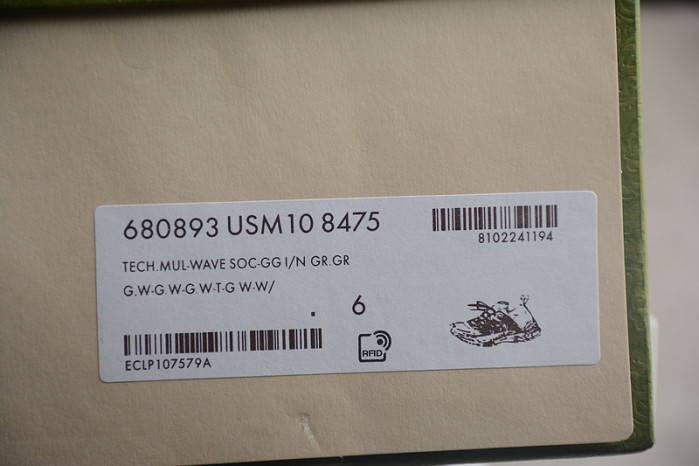 680893 USM10 8475
8102241194
TECH.MUL-WAVE SOC-GG I/N GR.GR
G.W-G.W-G.W-T-G W-W/
. 6
RFID
ECLP107579A